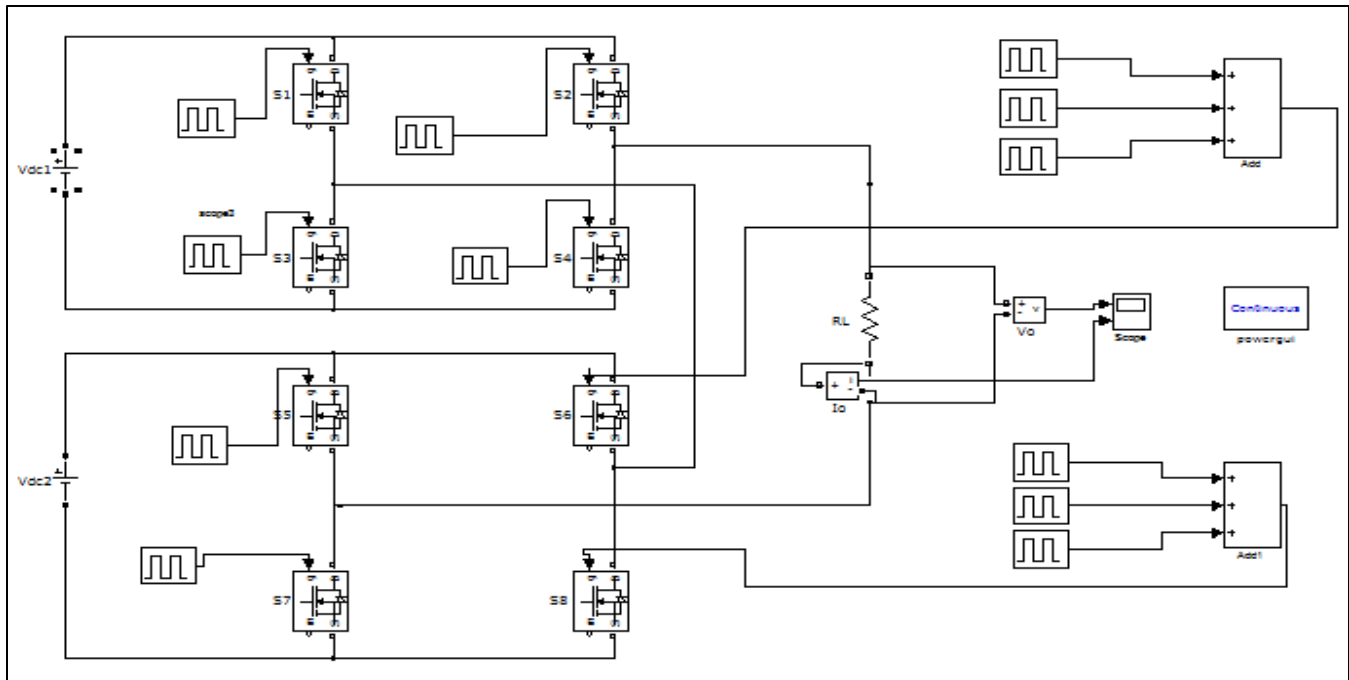 S1
S2
Add
Vdc1
scope2
S3
S4
Continuous
powergui
RL
Vo
Scope
Io
S5
S6
Vdc2
Add1
S7
S8